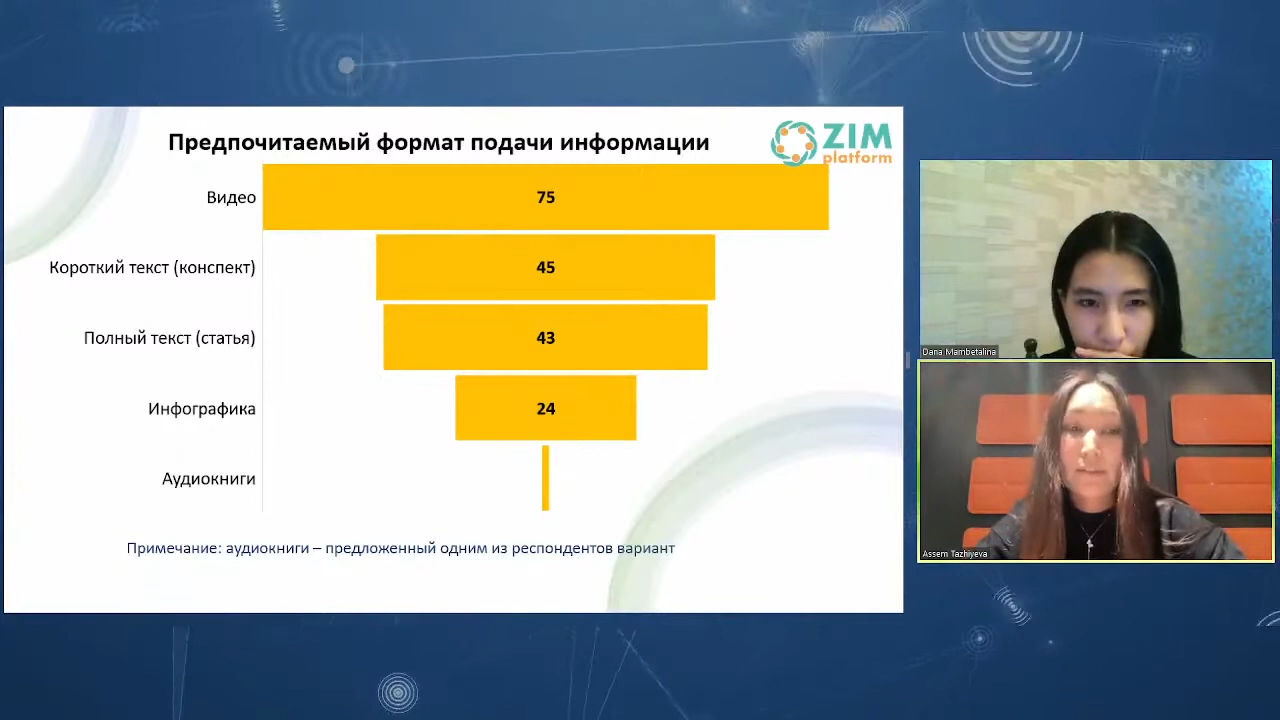 Предпочитаемый формат подачи информации
ZIM
platform
Видео
75
Короткий текст (конспект)
45
Полный текст (статья)
43
Инфографика
24
Аудиокниги
Примечание: аудиокниги – предложенный одним из респондентов вариант
Dana Mambetalina
Assem Tazhiyeva